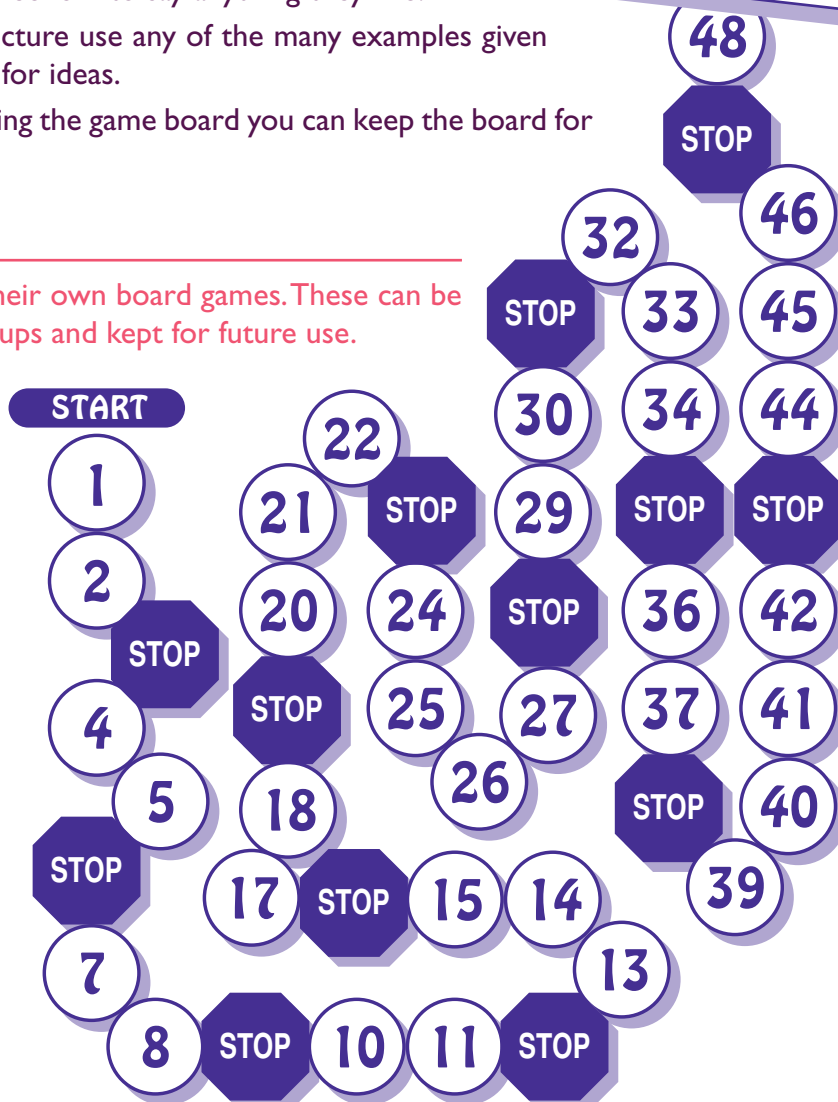 cture use any of the many examples given
for ideas.
ing the game board you can keep the board for
heir own board games. These can be
ups and kept for future use.
START
1
2
STOP
4
5
STOP
7
8
STOP
10
11
STOP
13
14
15
STOP
17
18
STOP
20
21
22
STOP
24
25
26
27
STOP
29
30
STOP
32
33
34
STOP
36
37
STOP
39
40
41
42
STOP
44
45
46
STOP
48